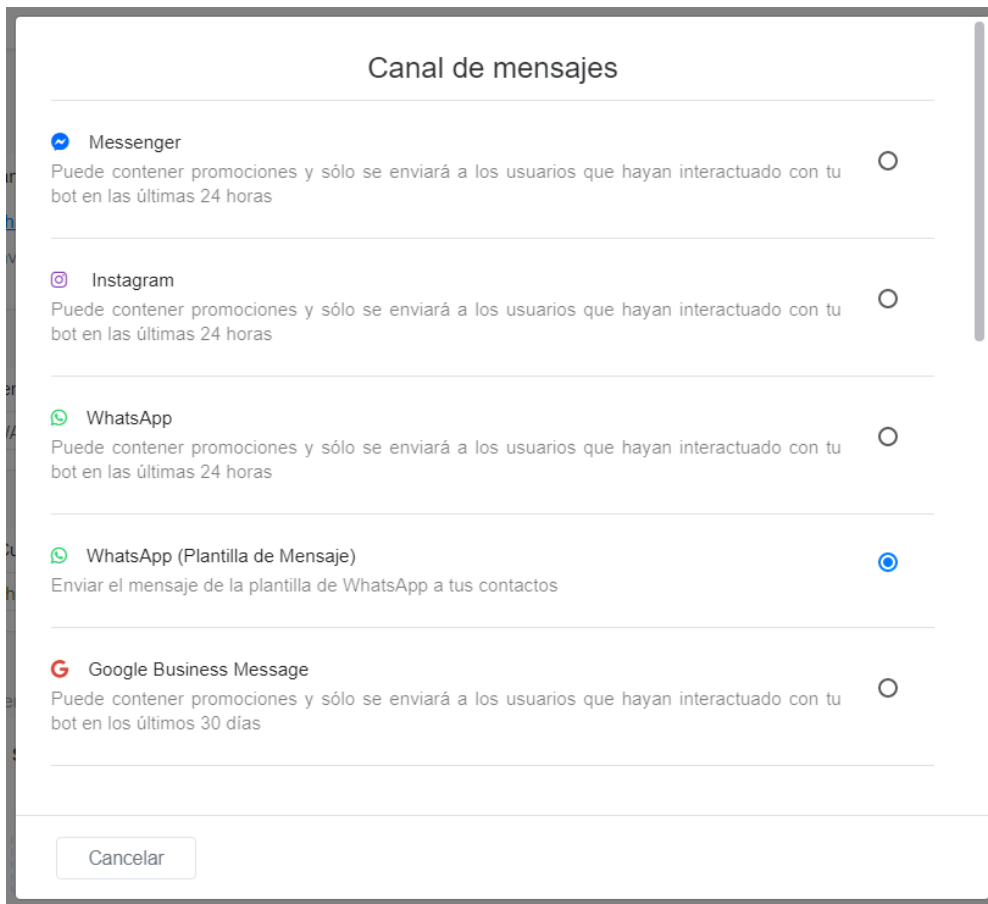 Canal de mensajes
Messenger
Puede contener promociones y sólo se enviará a los usuarios que hayan interactuado con tu
bot en las últimas 24 horas
Instagram
Puede contener promociones y sólo se enviará a los usuarios que hayan interactuado con tu
bot en las últimas 24 horas
WhatsApp
Puede contener promociones y sólo se enviará a los usuarios que hayan interactuado con tu
bot en las últimas 24 horas
WhatsApp (Plantilla de Mensaje)
Enviar el mensaje de la plantilla de WhatsApp a tus contactos
Google Business Message
Puede contener promociones y sólo se enviará a los usuarios que hayan interactuado con tu
bot en los últimos 30 días
Cancelar